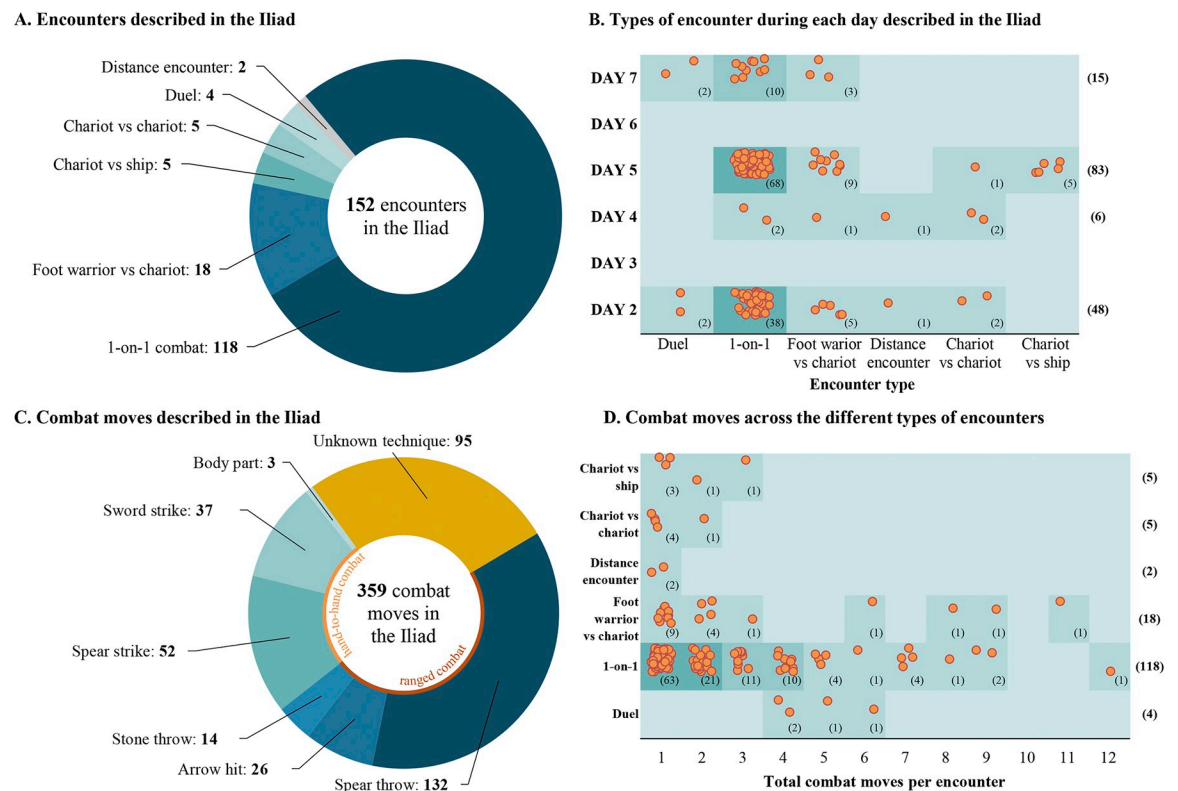 A. Encounters described in the Iliad
Distance encounter: 2
Duel: 4
Chariot vs chariot: 5
Chariot vs ship: 5
Foot warrior vs chariot: 18
1-on-1 combat: 118
152 encounters
in the Iliad
B. Types of encounter during each day described in the Iliad
DAY 7
(2)
(10)
(3)
(15)
DAY 6
DAY 5
(68)
(9)
(1)
(5)
(83)
DAY 4
(2)
(1)
(1)
(2)
(6)
DAY 3
DAY 2
(2)
(38)
(5)
(1)
(2)
(48)
Duel
1-on-1
Foot warior
vs chariot
Distance
encounter
Chariot
vs chariot
Chariot
vs ship
Encounter type
C. Combat moves described in the Iliad
Unknown technique: 95
Body part: 3
Sword strike: 37
Spear strike: 52
Stone throw: 14
Arrow hit: 26
Spear throw: 132
359 combat
moves in
the Iliad
hand-to-hand combat
ranged combat
D. Combat moves across the different types of encounters
Chariot vs
ship
(3)
(1)
(1)
(5)
Chariot vs
chariot
(4)
(1)
(5)
Distance
encounter
(2)
(2)
Foot
warrior
vs chariot
(9)
(4)
(1)
(1)
(1)
(1)
(1)
(18)
1-on-1
(63)
(21)
(11)
(10)
(4)
(1)
(4)
(1)
(2)
(1)
(118)
Duel
(2)
(1)
(1)
(4)
1 2 3 4 5 6 7 8 9 10 11 12
Total combat moves per encounter